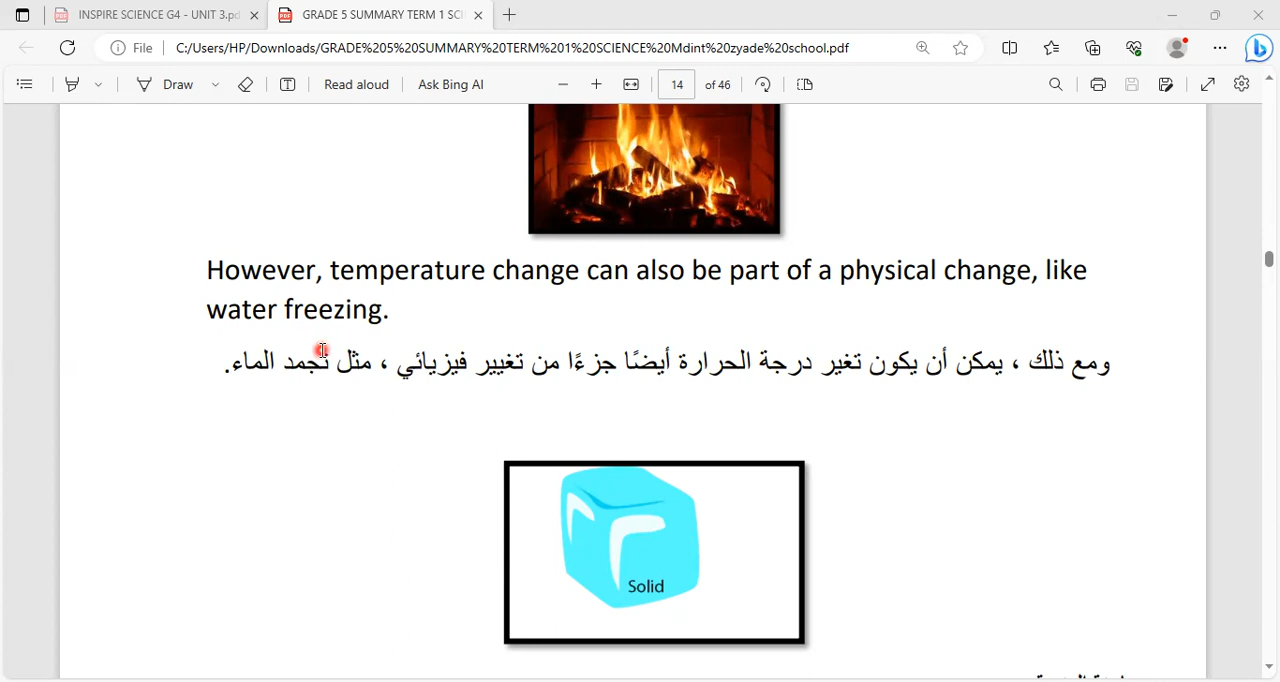 INSPIRE SCIENCE G4 - UNIT 3.pd
GRADE 5 SUMMARY TERM 1 SCI
File
C:/Users/HP/Downloads/GRADE%205%20SUMMARY%20TERM%01%20SCIENCE%20Mdint%20zyade%20school.pdf
Draw
Read aloud
Ask Bing AI
14
of 46
However, temperature change can also be part of a physical change, like
water freezing.
ومع ذلك ، يمكن أن يكون تغير درجة الحرارة أيضًا جزءًا من تغيير فيزيائي ، مثل تجمد الماء.
Solid